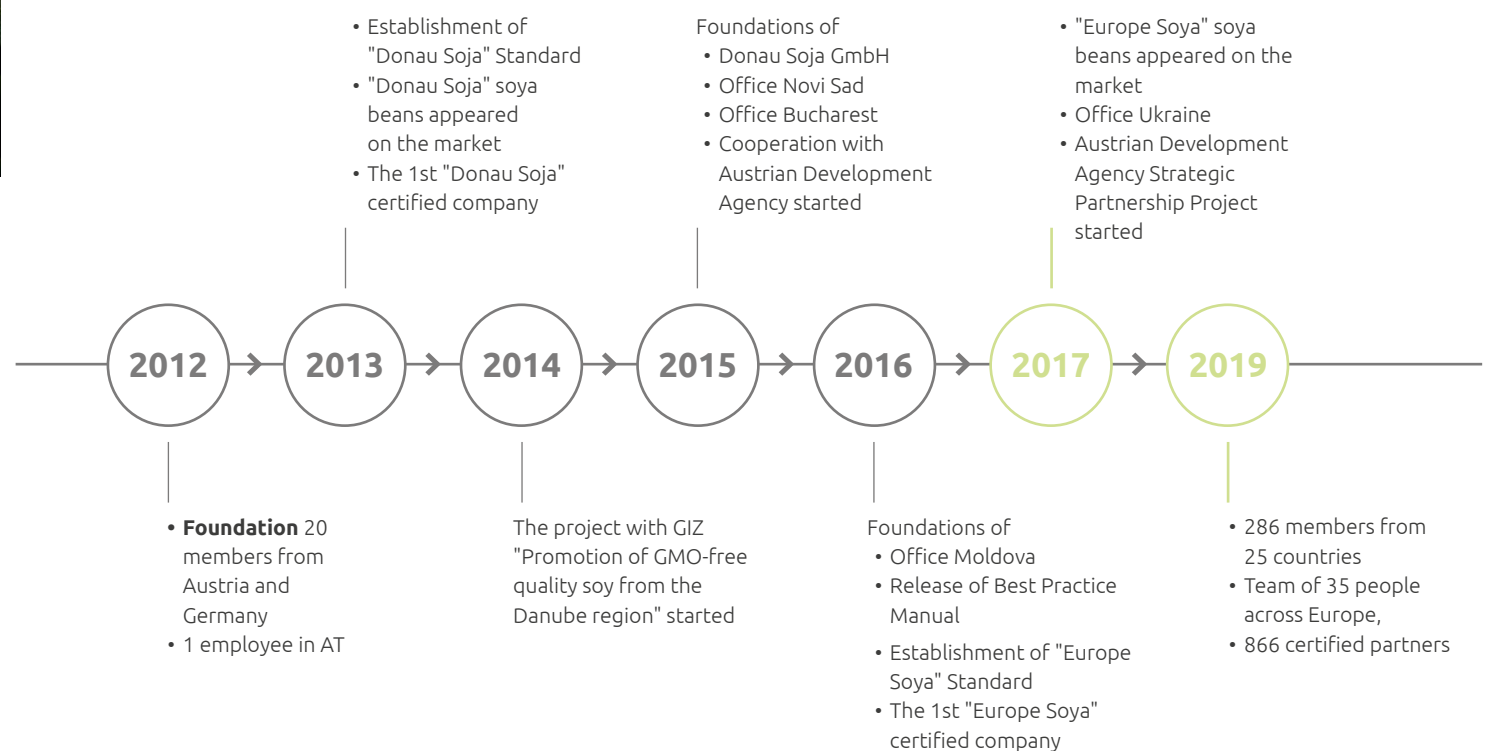 • Establishment of
"Donau Soja" Standard
• "Donau Soja" soya
beans appeared
on the market
• The 1st "Donau Soja"
certified company
Foundations of
• Donau Soja GmbH
• Office Novi Sad
• Office Bucharest
• Cooperation with
Austrian Development
Agency started
• "Europe Soya" soya
beans appeared on the
market
• Office Ukraine
• Austrian Development
Agency Strategic
Partnership Project
started
2012
2013
2014
2015
2016
2017
2019
• Foundation 20
members from
Austria and
Germany
• 1 employee in AT
The project with GIZ
"Promotion of GMO-free
quality soy from the
Danube region" started
Foundations of
• Office Moldova
• Release of Best Practice
Manual
• Establishment of "Europe
Soya" Standard
• The 1st "Europe Soya"
certified company
• 286 members from
25 countries
• Team of 35 people
across Europe,
• 866 certified partners